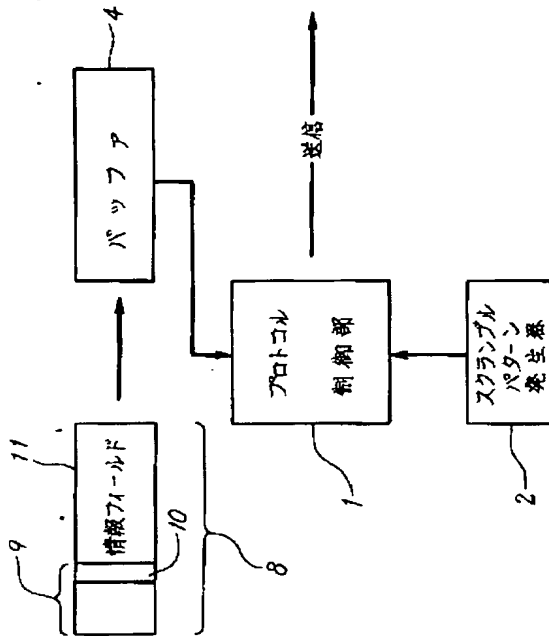 9
11
情報フィールド
10
8
バッファ
4
プロトコル
制御部
1
送信
スクランブル
パターン
発生器
2